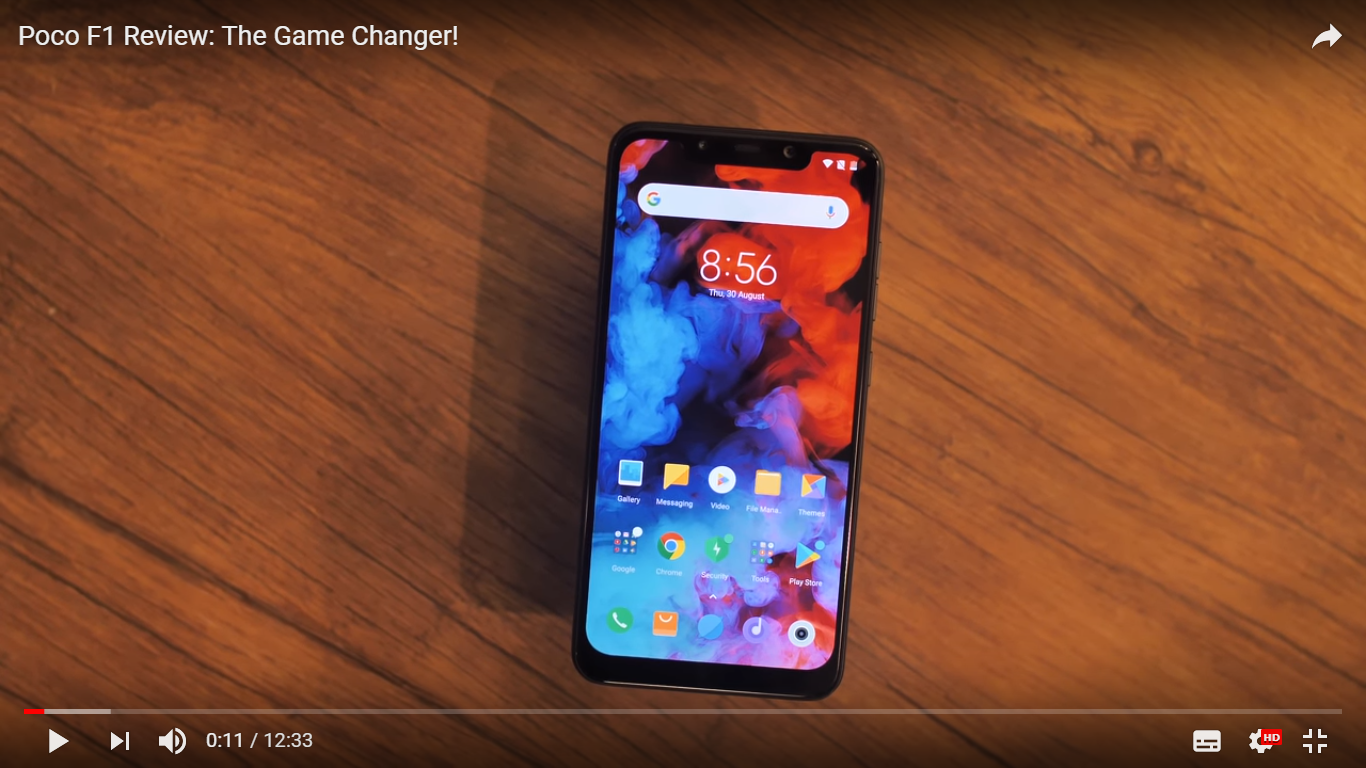 Poco F1 Review: The Game Changer!
8:56
Thu, 30 August
Gallery Messaging Video File Mana.. Themes
Google Chrome Security Tools Play Store
0:11 / 12:33
HD